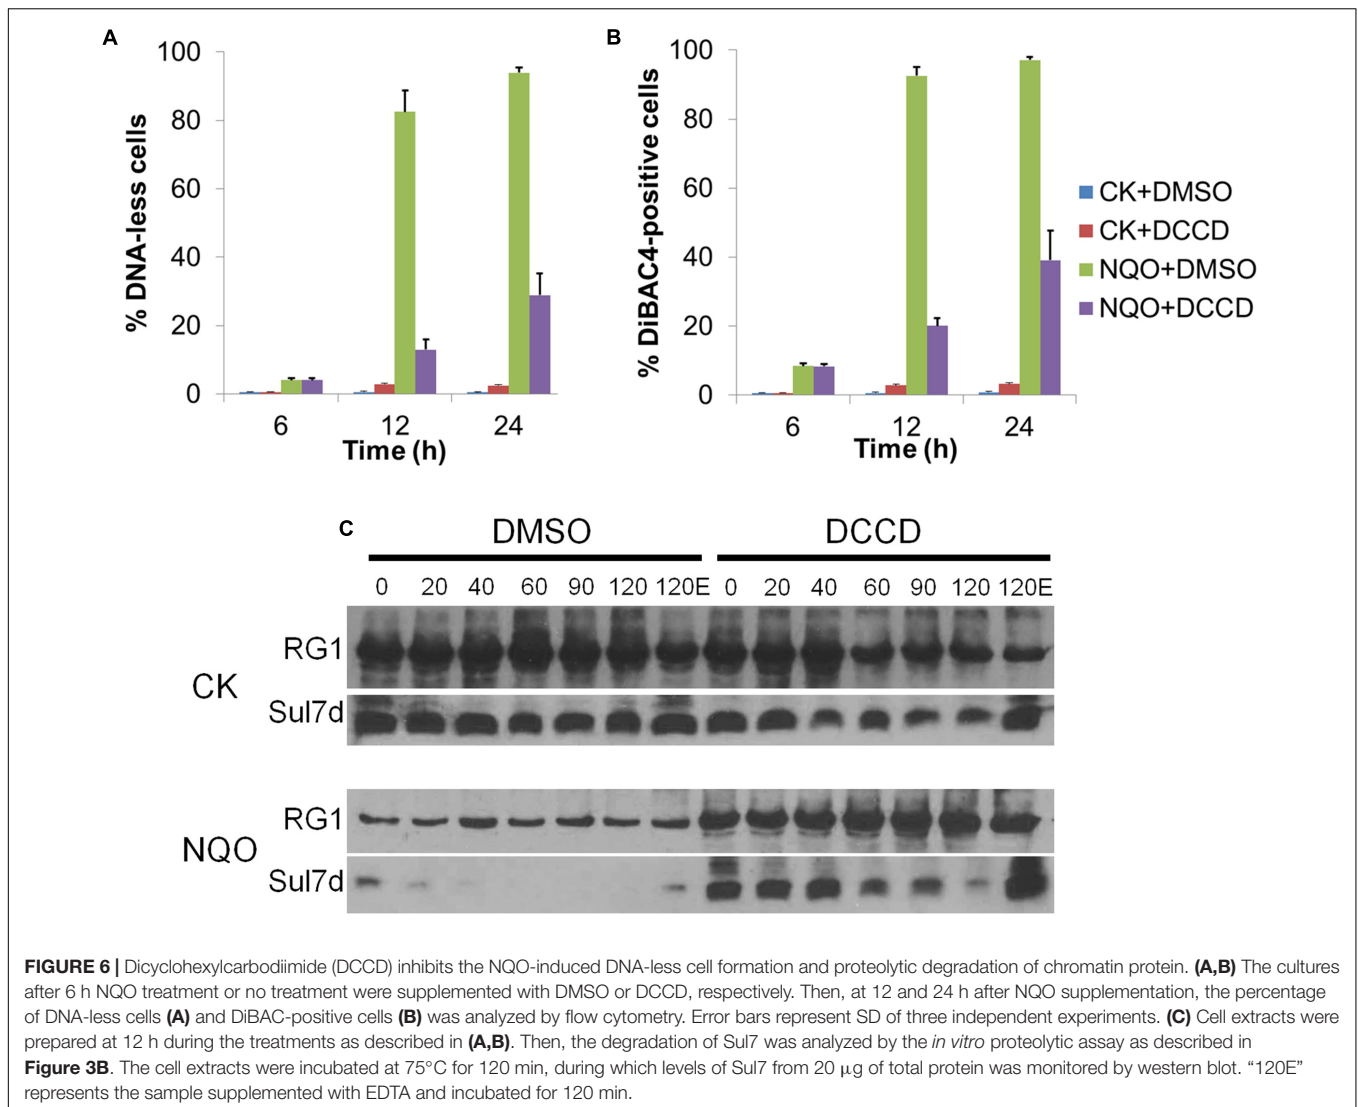 A
% DNA-less cells
100
80
60
40
20
0
6 12 24
Time (h)
B
% DiBAC4-positive cells
100
80
60
40
20
0
6 12 24
Time (h)
CK+DMSO
CK+DCCD
NQO+DMSO
NQO+DCCD
C
DMSO DCCD
0 20 40 60 90 120 120E 0 20 40 60 90 120 120E
CK
RG1
Sul7d
NQO
RG1
Sul7d
FIGURE 6 | Dicyclohexylcarbodiimide (DCCD) inhibits the NQO-induced DNA-less cell formation and proteolytic degradation of chromatin protein. (A,B) The cultures
after 6 h NQO treatment or no treatment were supplemented with DMSO or DCCD, respectively. Then, at 12 and 24 h after NQO supplementation, the percentage
of DNA-less cells (A) and DiBAC-positive cells (B) was analyzed by flow cytometry. Error bars represent SD of three independent experiments. (C) Cell extracts were
prepared at 12 h during the treatments as described in (A,B). Then, the degradation of Sul7 was analyzed by the in vitro proteolytic assay as described in
Figure 3B. The cell extracts were incubated at 75°C for 120 min, during which levels of Sul7 from 20 μg of total protein was monitored by western blot. “120E”
represents the sample supplemented with EDTA and incubated for 120 min.